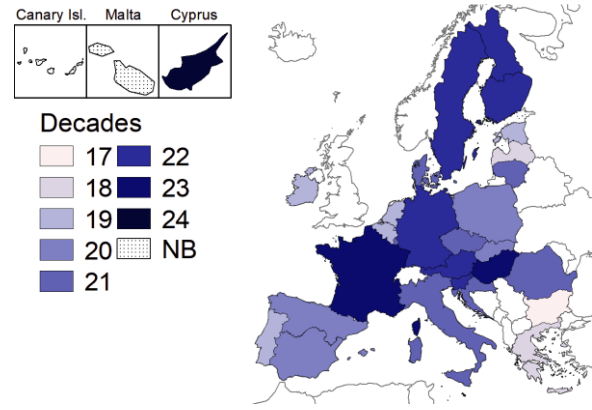 Canary Isl. Malta Cyprus
Decades
17 22
18 23
19 24
20 NB
21